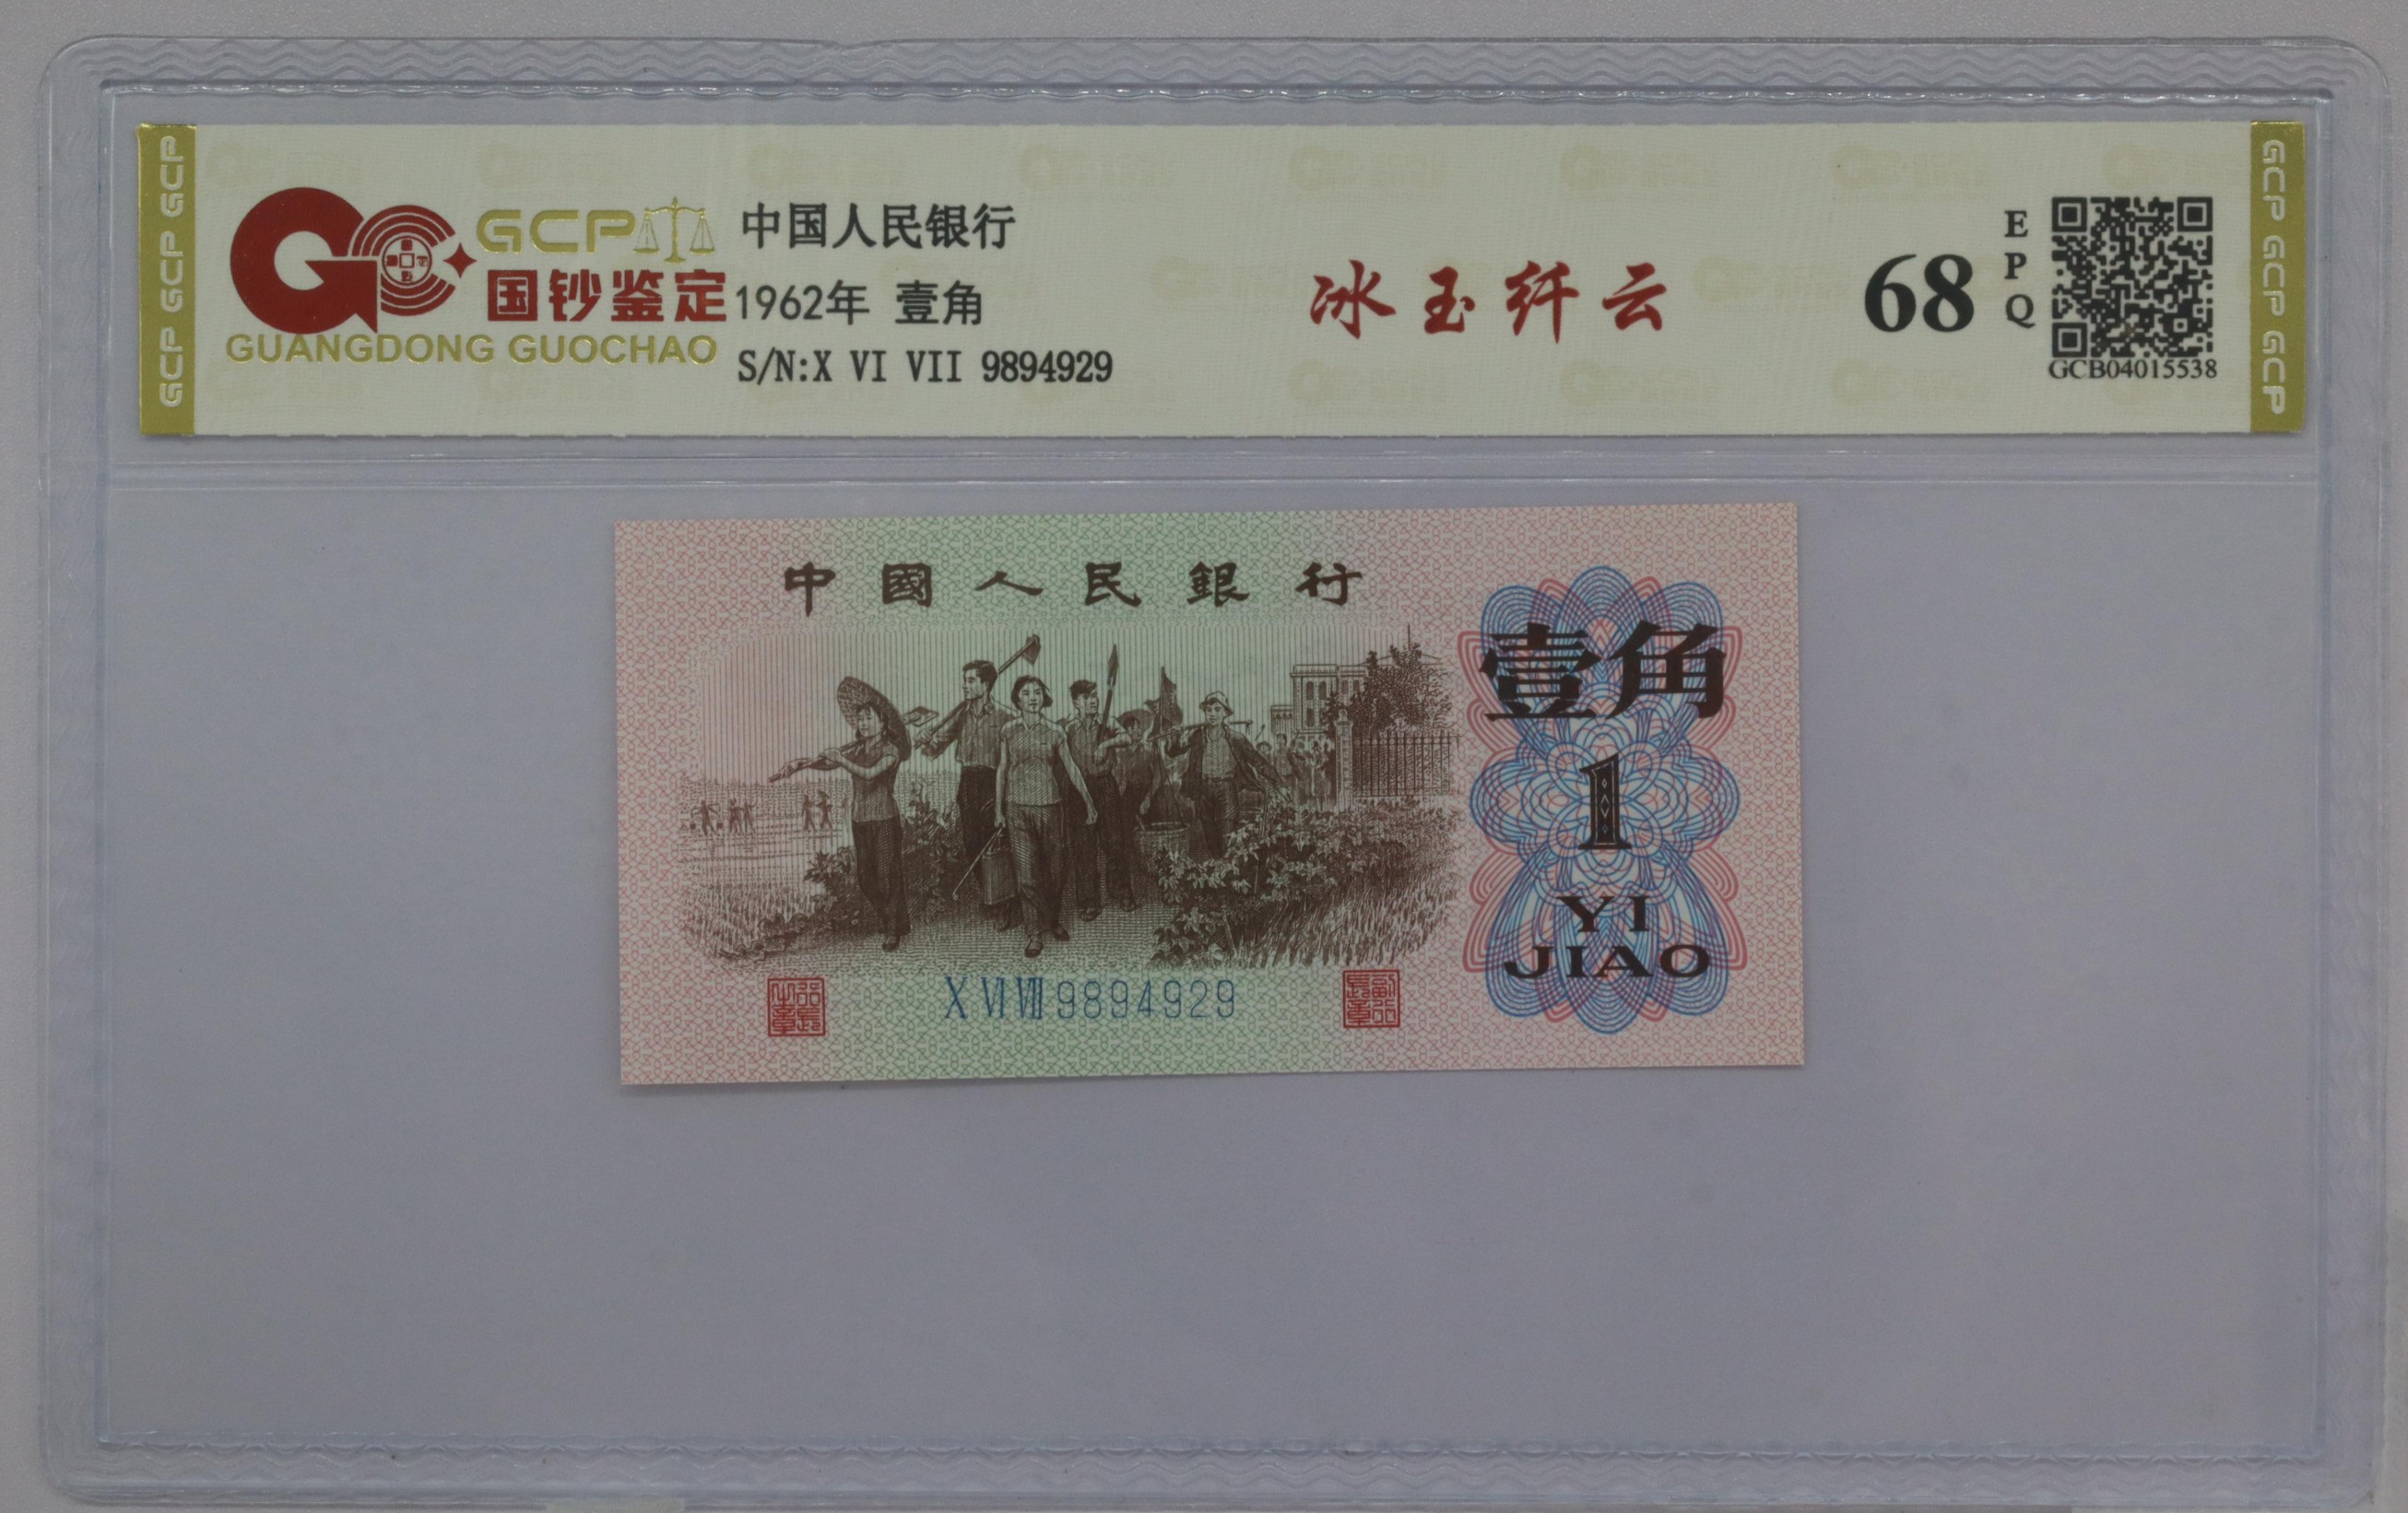 GCP GCP GCP
GCP
国钞鉴定
GUANGDONG GUOCHAO
中国人民银行
1962年 壹角
S/N:X VI VII 9894929
冰玉纤云
68
EPQ
GCB04015538
GCP GCP GCP
中國人民銀行
壹角
1
YI
JIAO
X VI VII 9894929